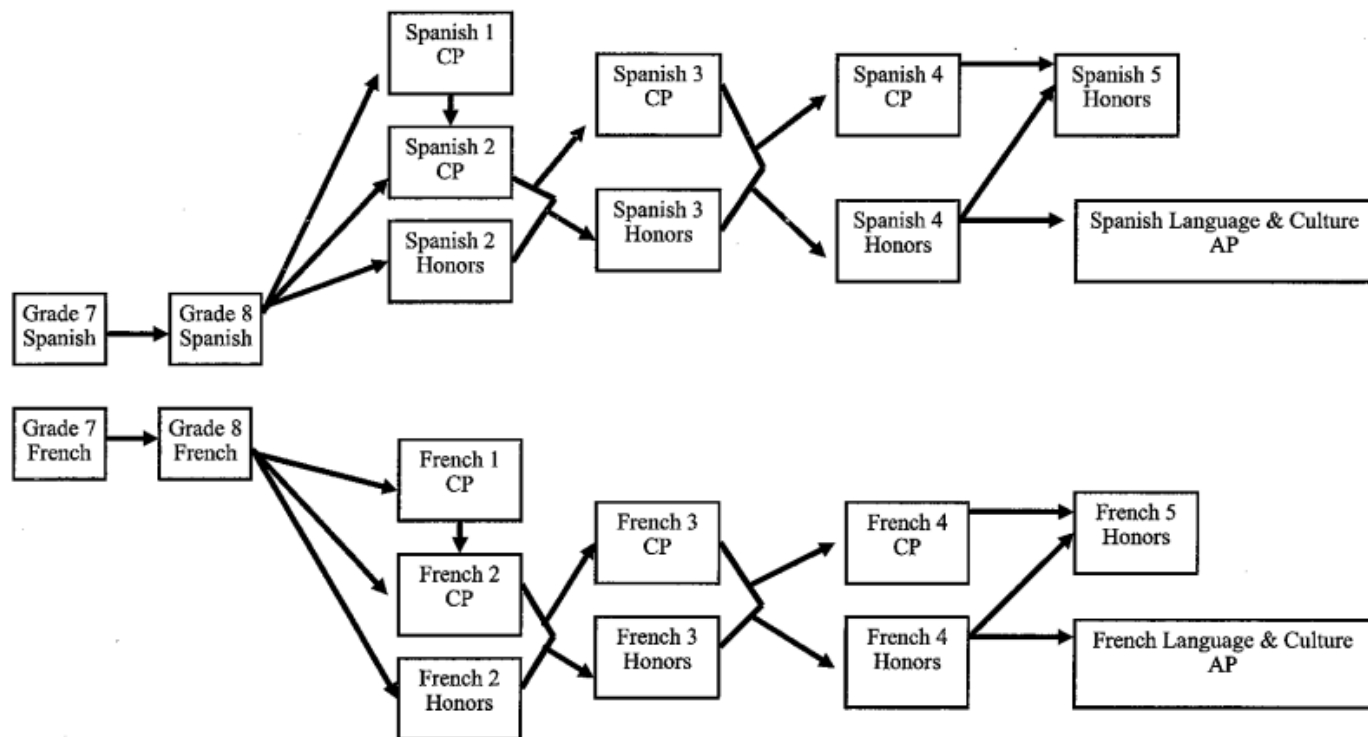 Spanish 1
CP
Spanish 2
CP
Spanish 2
Honors
Spanish 3
CP
Spanish 3
Honors
Spanish 4
CP
Spanish 4
Honors
Spanish 5
Honors
Spanish Language & Culture
AP
Grade 7
Spanish
Grade 8
Spanish
Grade 7
French
Grade 8
French
French 1
CP
French 2
CP
French 2
Honors
French 3
CP
French 3
Honors
French 4
CP
French 4
Honors
French 5
Honors
French Language & Culture
AP